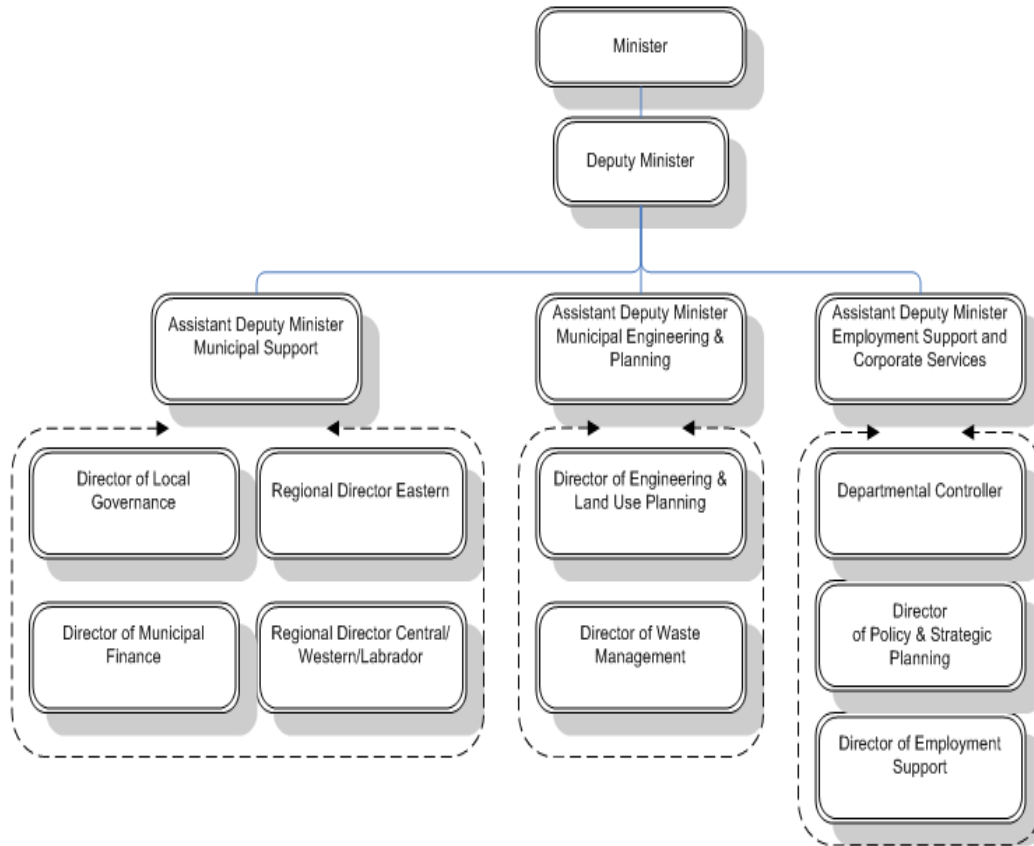 Minister
Deputy Minister
Assistant Deputy Minister
Municipal Support
Assistant Deputy Minister
Municipal Engineering &
Planning
Assistant Deputy Minister
Employment Support and
Corporate Services
Director of Local
Governance
Regional Director Eastern
Director of Engineering &
Land Use Planning
Departmental Controller
Director of Municipal
Finance
Regional Director Central/
Western/Labrador
Director of Waste
Management
Director
of Policy & Strategic
Planning
Director of Employment
Support